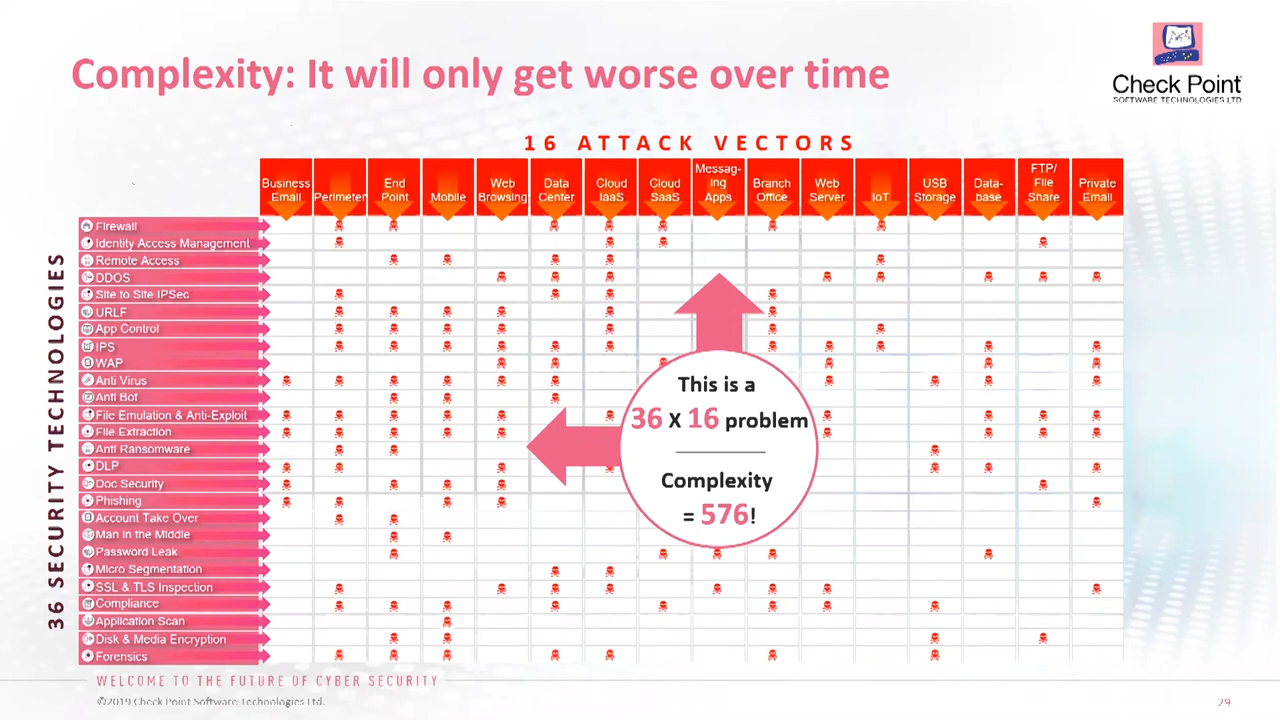 Complexity: It will only get worse over time
Check Point
SOFTWARE TECHNOLOGIES LTD
16 ATTACK VECTORS
Business Email
Perimeter
End Point
Mobile
Web Browsing
Data Center
Cloud IaaS
Cloud SaaS
Messag-ing Apps
Branch Office
Web Server
IoT
USB Storage
Data-base
FTP/ File Share
Private Email
36 SECURITY TECHNOLOGIES
Firewall
Identity Access Management
Remote Access
DDOS
Site to Site IPSec
URLF
App Control
IPS
WAP
Anti Virus
Anti Bot
File Emulation & Anti-Exploit
File Extraction
Anti Ransomware
DLP
Doc Security
Phishing
Account Take Over
Man in the Middle
Password Leak
Micro Segmentation
SSL & TLS Inspection
Compliance
Application Scan
Disk & Media Encryption
Forensics
This is a
36 X 16 problem
Complexity
= 576!
WELCOME TO THE FUTURE OF CYBER SECURITY
©2019 Check Point Software Technologies Ltd.
29